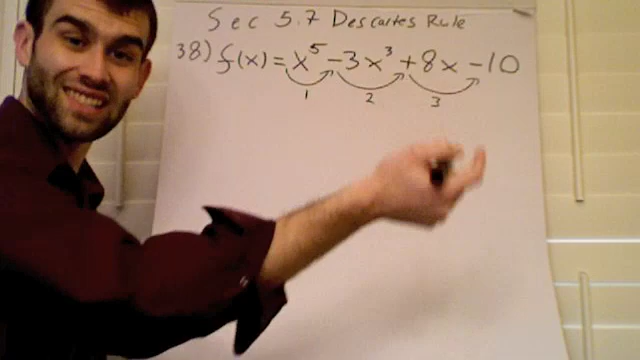 Sec 5.7 Descartes Rule
38) f(x) = x⁵ - 3x³ + 8x - 10
1 2 3